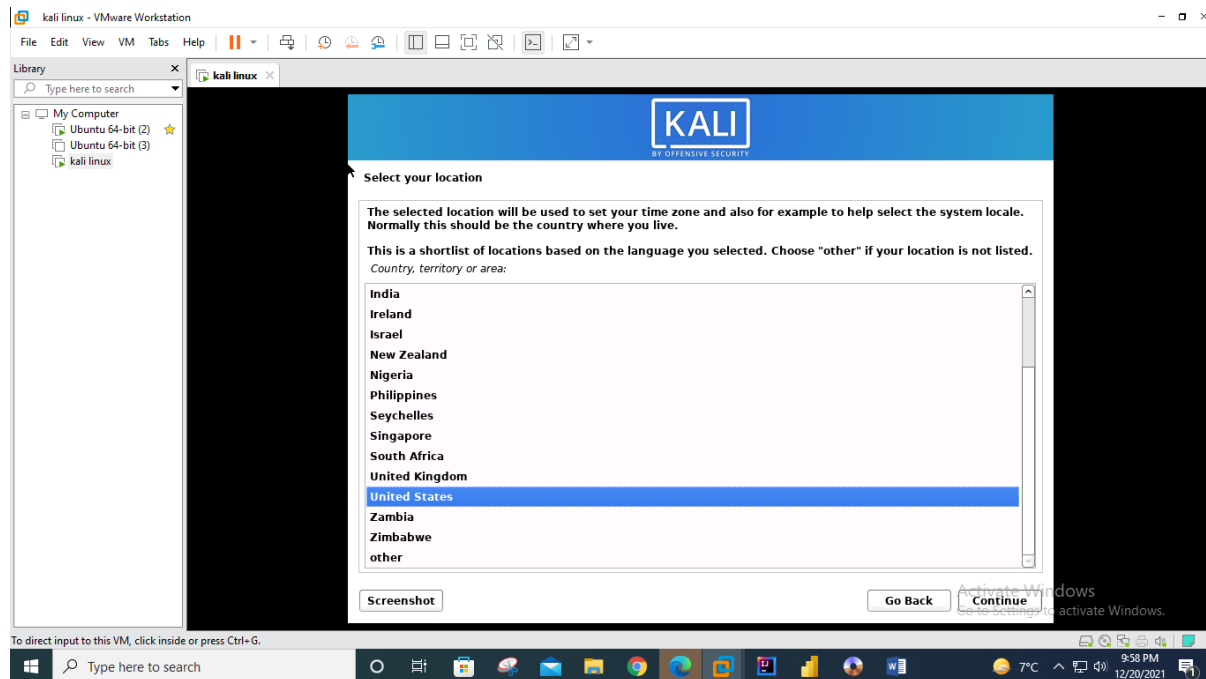 kali linux - VMware Workstation
File Edit View VM Tabs Help
Library
kali linux
Type here to search
My Computer
Ubuntu 64-bit (2)
Ubuntu 64-bit (3)
kali linux
KALI
BY OFFENSIVE SECURITY
Select your location
The selected location will be used to set your time zone and also for example to help select the system locale.
Normally this should be the country where you live.
This is a shortlist of locations based on the language you selected. Choose "other" if your location is not listed.
Country, territory or area:
India
Ireland
Israel
New Zealand
Nigeria
Philippines
Seychelles
Singapore
South Africa
United Kingdom
United States
Zambia
Zimbabwe
other
Screenshot
Go Back
Continue
Activate Windows
Go to Settings to activate Windows.
To direct input to this VM, click inside or press Ctrl+G.
Type here to search
7°C
9:58 PM
12/20/2021
1